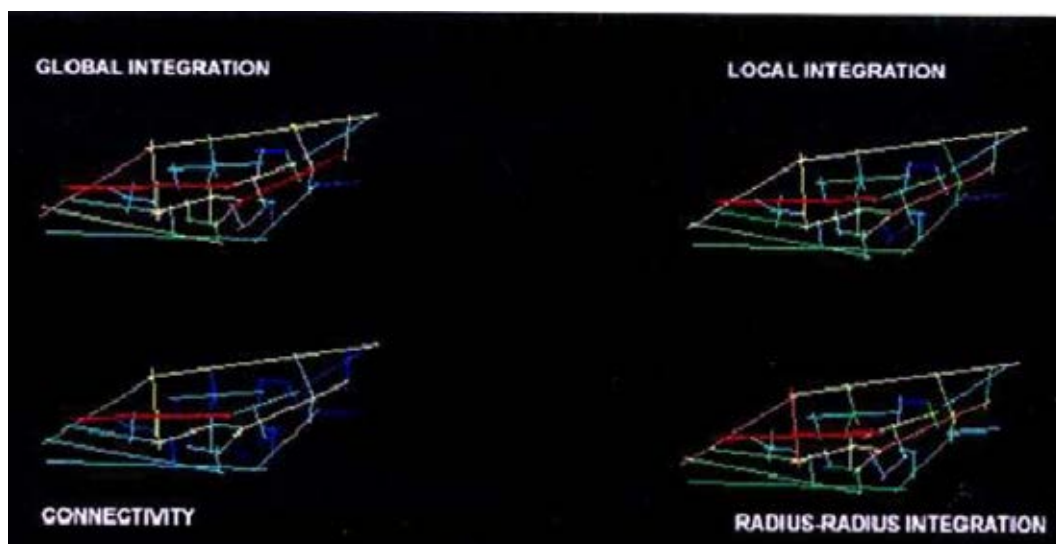 GLOBAL INTEGRATION
LOCAL INTEGRATION
CONNECTIVITY
RADIUS-RADIUS INTEGRATION